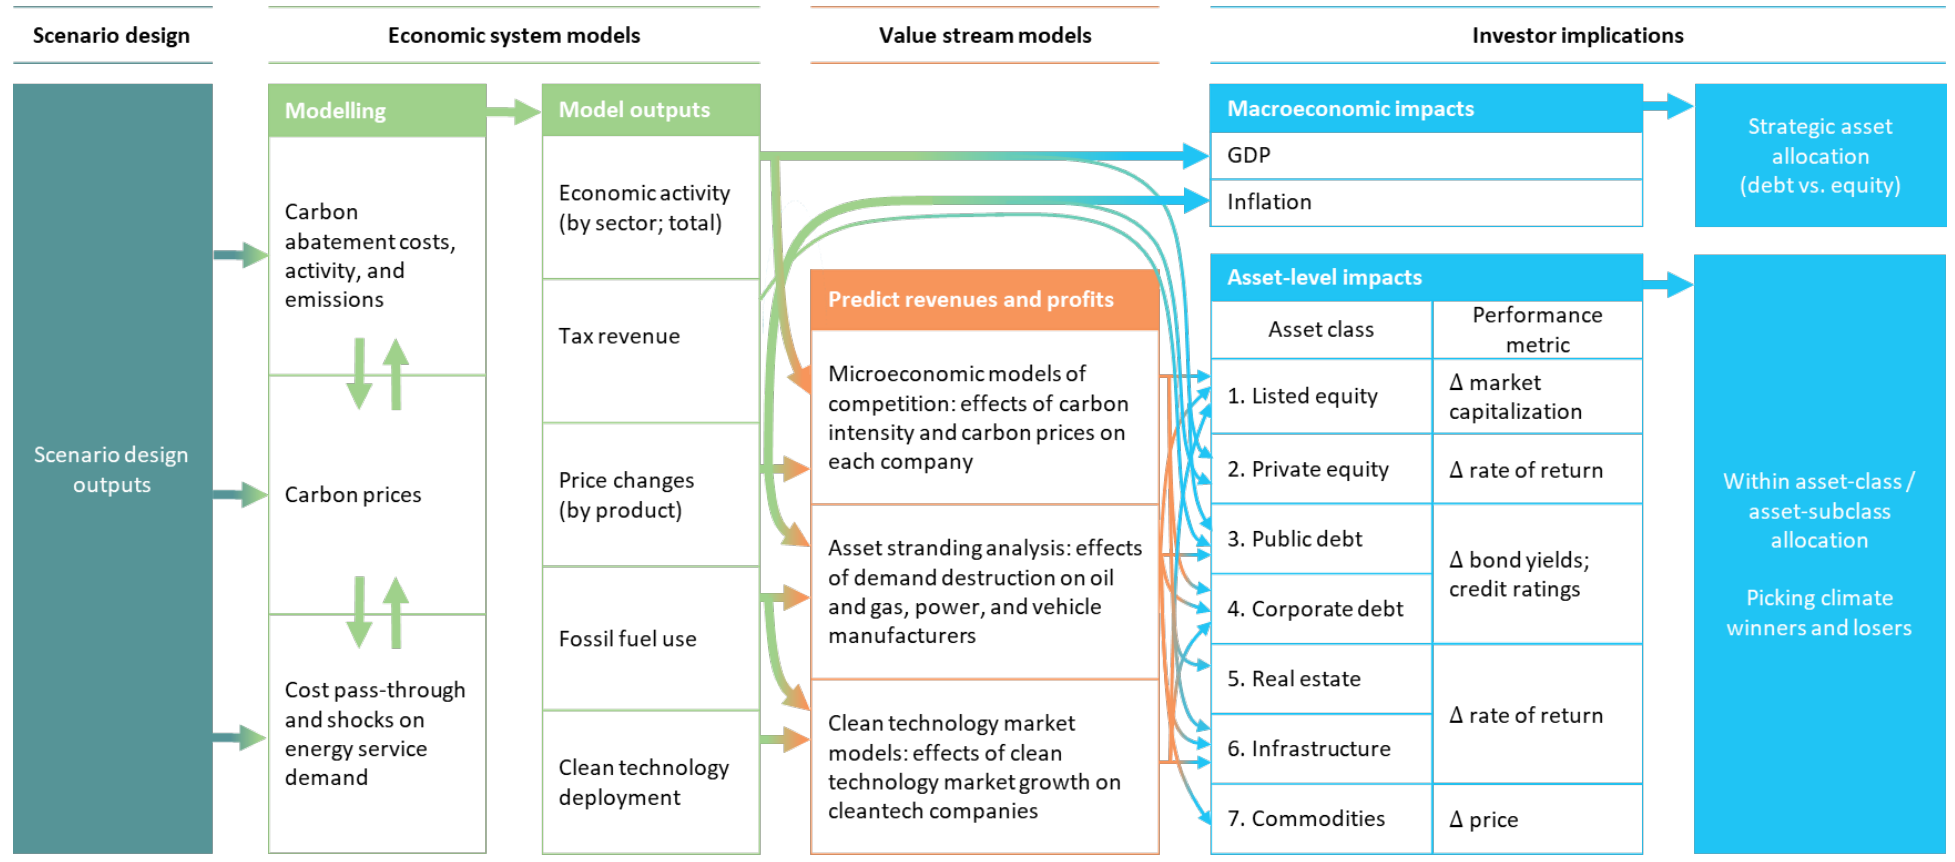 Scenario design
Economic system models
Value stream models
Investor implications
Scenario design
outputs
Modelling
Carbon
abatement costs,
activity, and
emissions
Carbon prices
Cost pass-through
and shocks on
energy service
demand
Model outputs
Economic activity
(by sector; total)
Tax revenue
Price changes
(by product)
Fossil fuel use
Clean technology
deployment
Predict revenues and profits
Microeconomic models of
competition: effects of carbon
intensity and carbon prices on
each company
Asset stranding analysis: effects
of demand destruction on oil
and gas, power, and vehicle
manufacturers
Clean technology market
models: effects of clean
technology market growth on
cleantech companies
Macroeconomic impacts
GDP
Inflation
Strategic asset
allocation
(debt vs. equity)
Asset-level impacts
Asset class
Performance
metric
1. Listed equity
Δ market
capitalization
2. Private equity
Δ rate of return
3. Public debt
Δ bond yields;
credit ratings
4. Corporate debt
5. Real estate
Δ rate of return
6. Infrastructure
7. Commodities
Δ price
Within asset-class /
asset-subclass
allocation
Picking climate
winners and losers